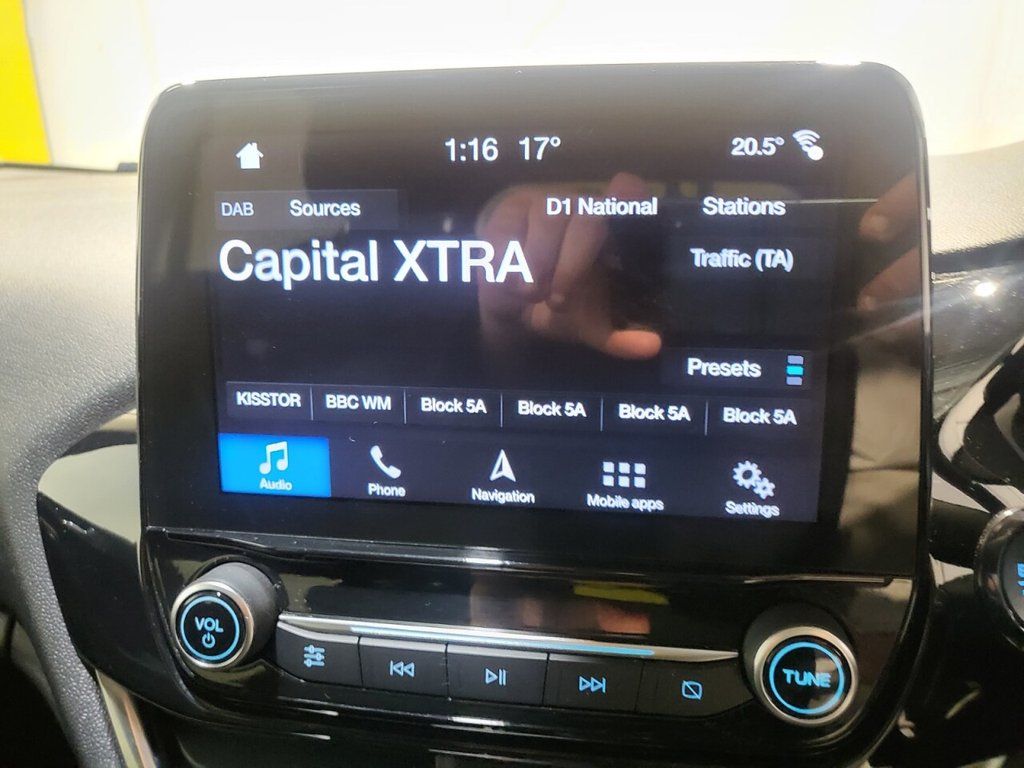 1:16 17° 20.5°
DAB Sources D1 National Stations
Capital XTRA
Traffic (TA)
Presets
KISSTOR BBC WM Block 5A Block 5A Block 5A Block 5A
Audio Phone Navigation Mobile apps Settings
VOL
TUNE